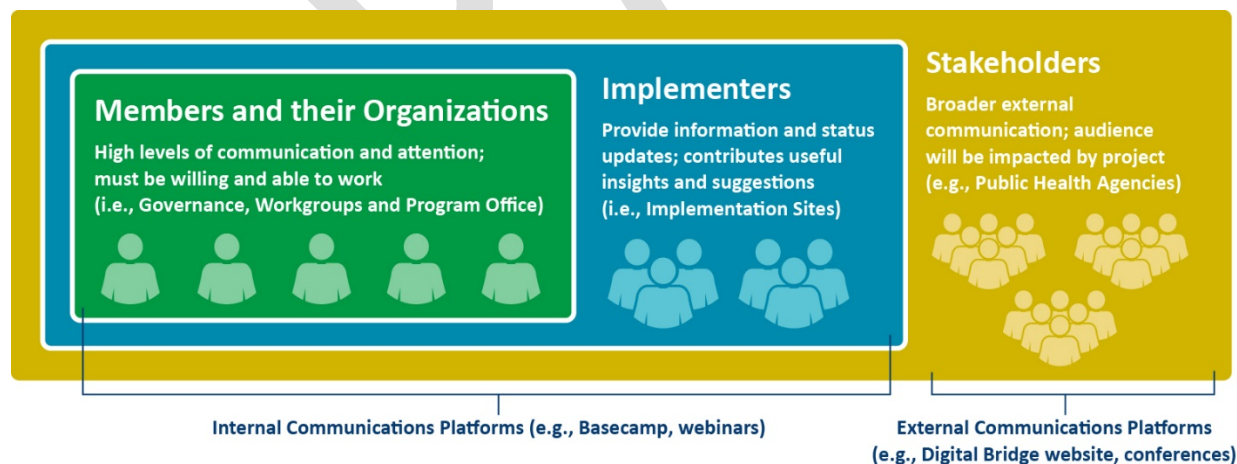 Members and their Organizations
High levels of communication and attention;
must be willing and able to work
(i.e., Governance, Workgroups and Program Office)
Implementers
Provide information and status
updates; contributes useful
insights and suggestions
(i.e., Implementation Sites)
Stakeholders
Broader external
communication; audience
will be impacted by project
(e.g., Public Health Agencies)
Internal Communications Platforms (e.g., Basecamp, webinars)
External Communications Platforms
(e.g., Digital Bridge website, conferences)